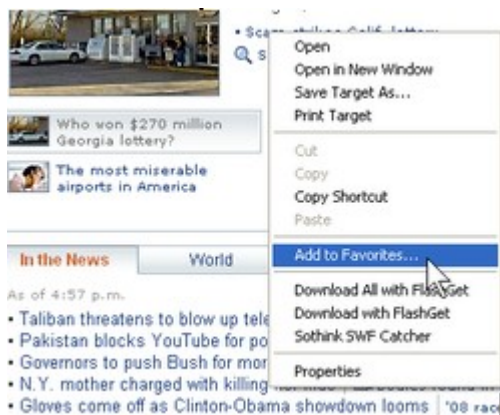 Scam strikes Calif. lottery
S
Who won $270 million
Georgia lottery?
The most miserable
airports in America
In the News
World
As of 4:57 p.m.
• Taliban threatens to blow up tele
• Pakistan blocks YouTube for
• Governors to push Bush for mor
• N.Y. mother charged with killing
• Gloves come off as Clinton-Obama showdown looms
'08
Open
Open in New Window
Save Target As...
Print Target
Cut
Copy
Copy Shortcut
Paste
Add to Favorites...
Download All with FlashGet
Download with FlashGet
Sothink SWF Catcher
Properties